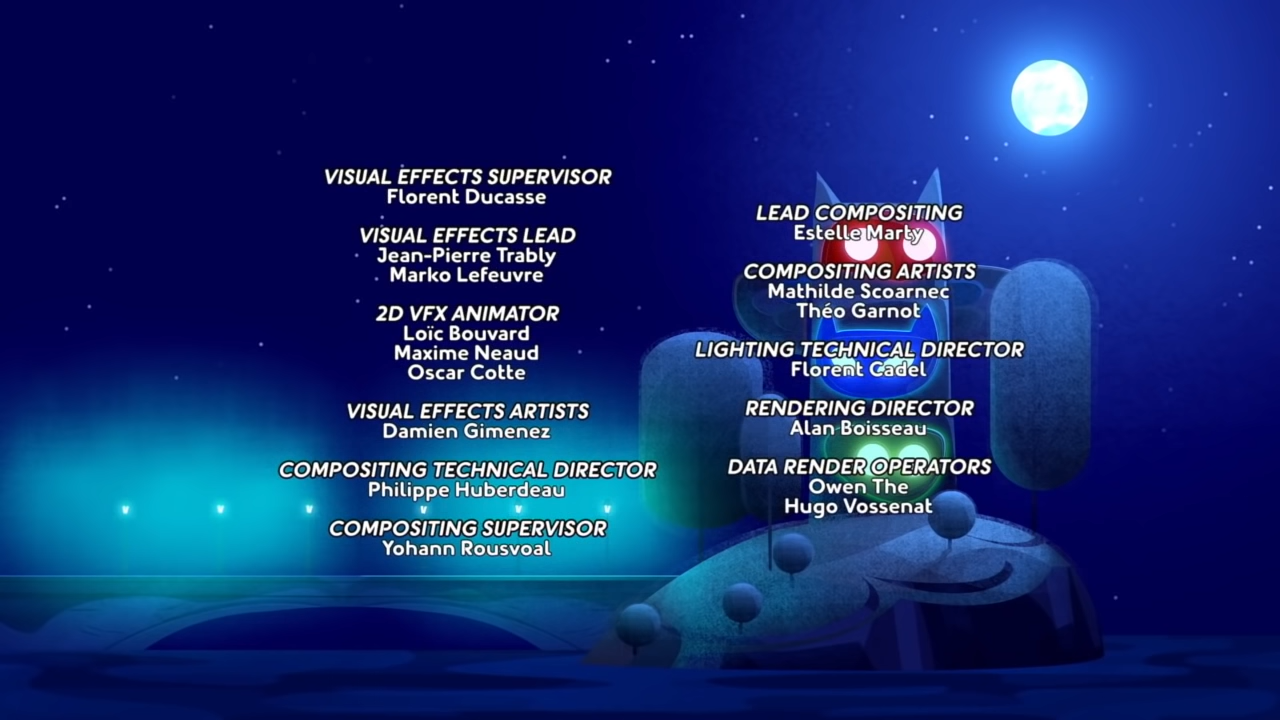 VISUAL EFFECTS SUPERVISOR
Florent Ducasse
VISUAL EFFECTS LEAD
Jean-Pierre Trably
Marko Lefeuvre
2D VFX ANIMATOR
Loïc Bouvard
Maxime Neaud
Oscar Cotte
VISUAL EFFECTS ARTISTS
Damien Gimenez
COMPOSITING TECHNICAL DIRECTOR
Philippe Huberdeau
COMPOSITING SUPERVISOR
Yohann Rousvoal
LEAD COMPOSITING
Estelle Marty
COMPOSITING ARTISTS
Mathilde Scoarnec
Théo Garnot
LIGHTING TECHNICAL DIRECTOR
Florent Cadel
RENDERING DIRECTOR
Alan Boisseau
DATA RENDER OPERATORS
Owen The
Hugo Vossenat